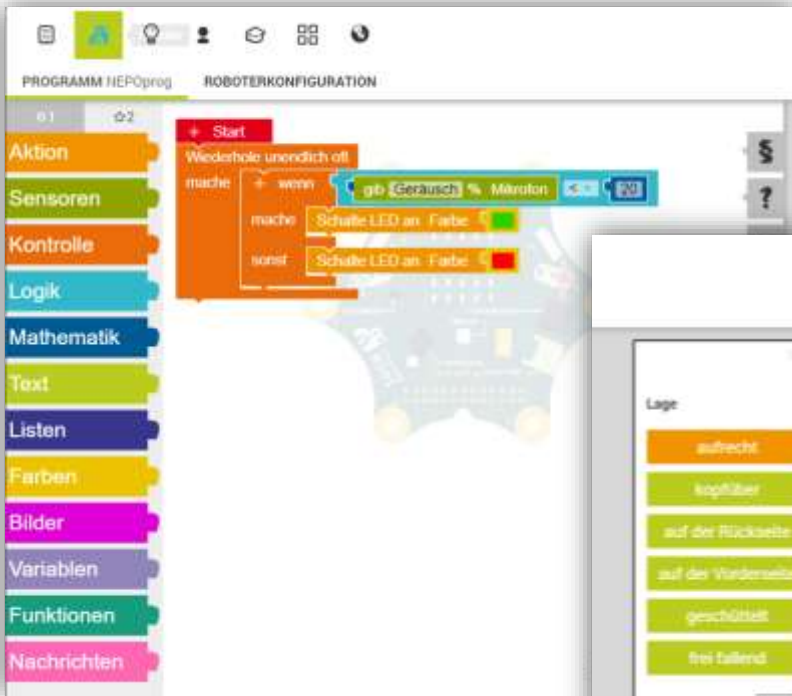 PROGRAMM NEPOprog ROBOTERKONFIGURATION
1 2
Aktion
Sensoren
Kontrolle
Logik
Mathematik
Text
Listen
Farben
Bilder
Variablen
Funktionen
Nachrichten
+ Start
Wiederhole unendlich oft
mache + wenn gib Geräusch % Mikrofon 20
mache Schalte LED an Farbe
sonst Schalte LED an Farbe
§
?
Lage
aufrecht
kopfüber
auf der Rückseite
auf der Vorderseite
geschüttelt
frei fallend